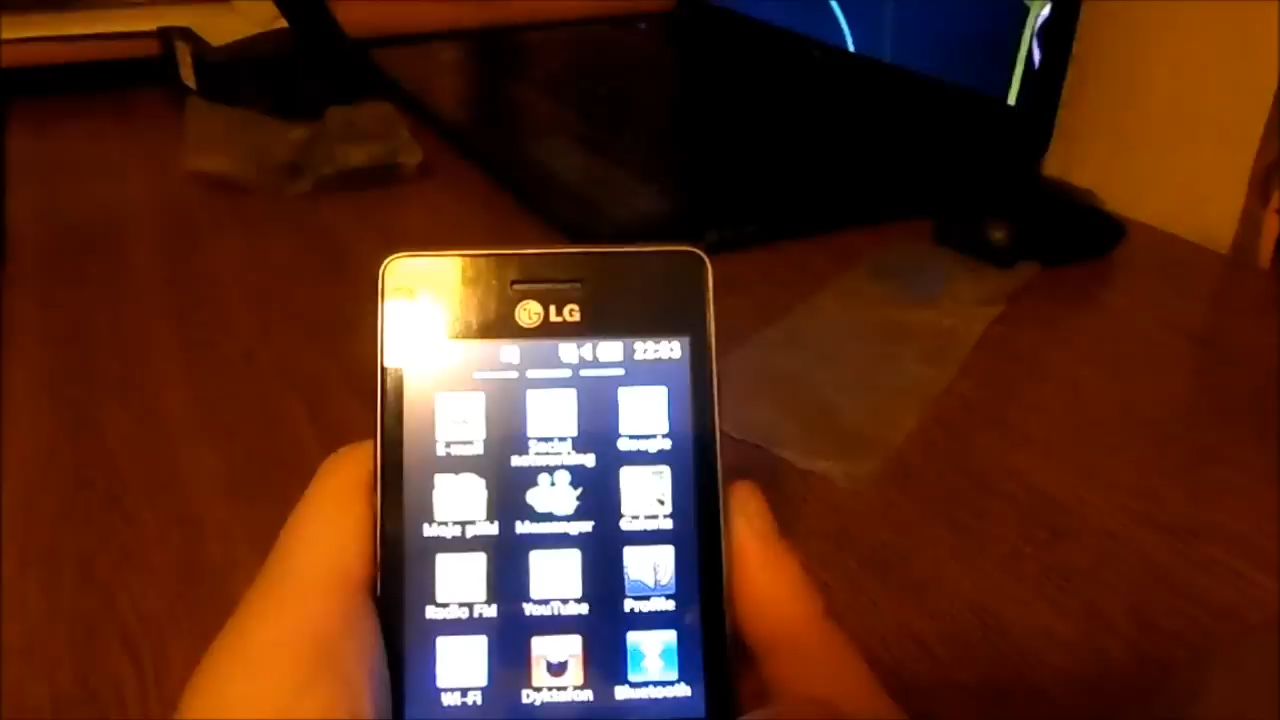 LG
22:03
E-mail
Social
networking
Google
Moje pliki
Messenger
Galeria
Radio FM
YouTube
Profile
Wi-Fi
Dyktafon
Bluetooth